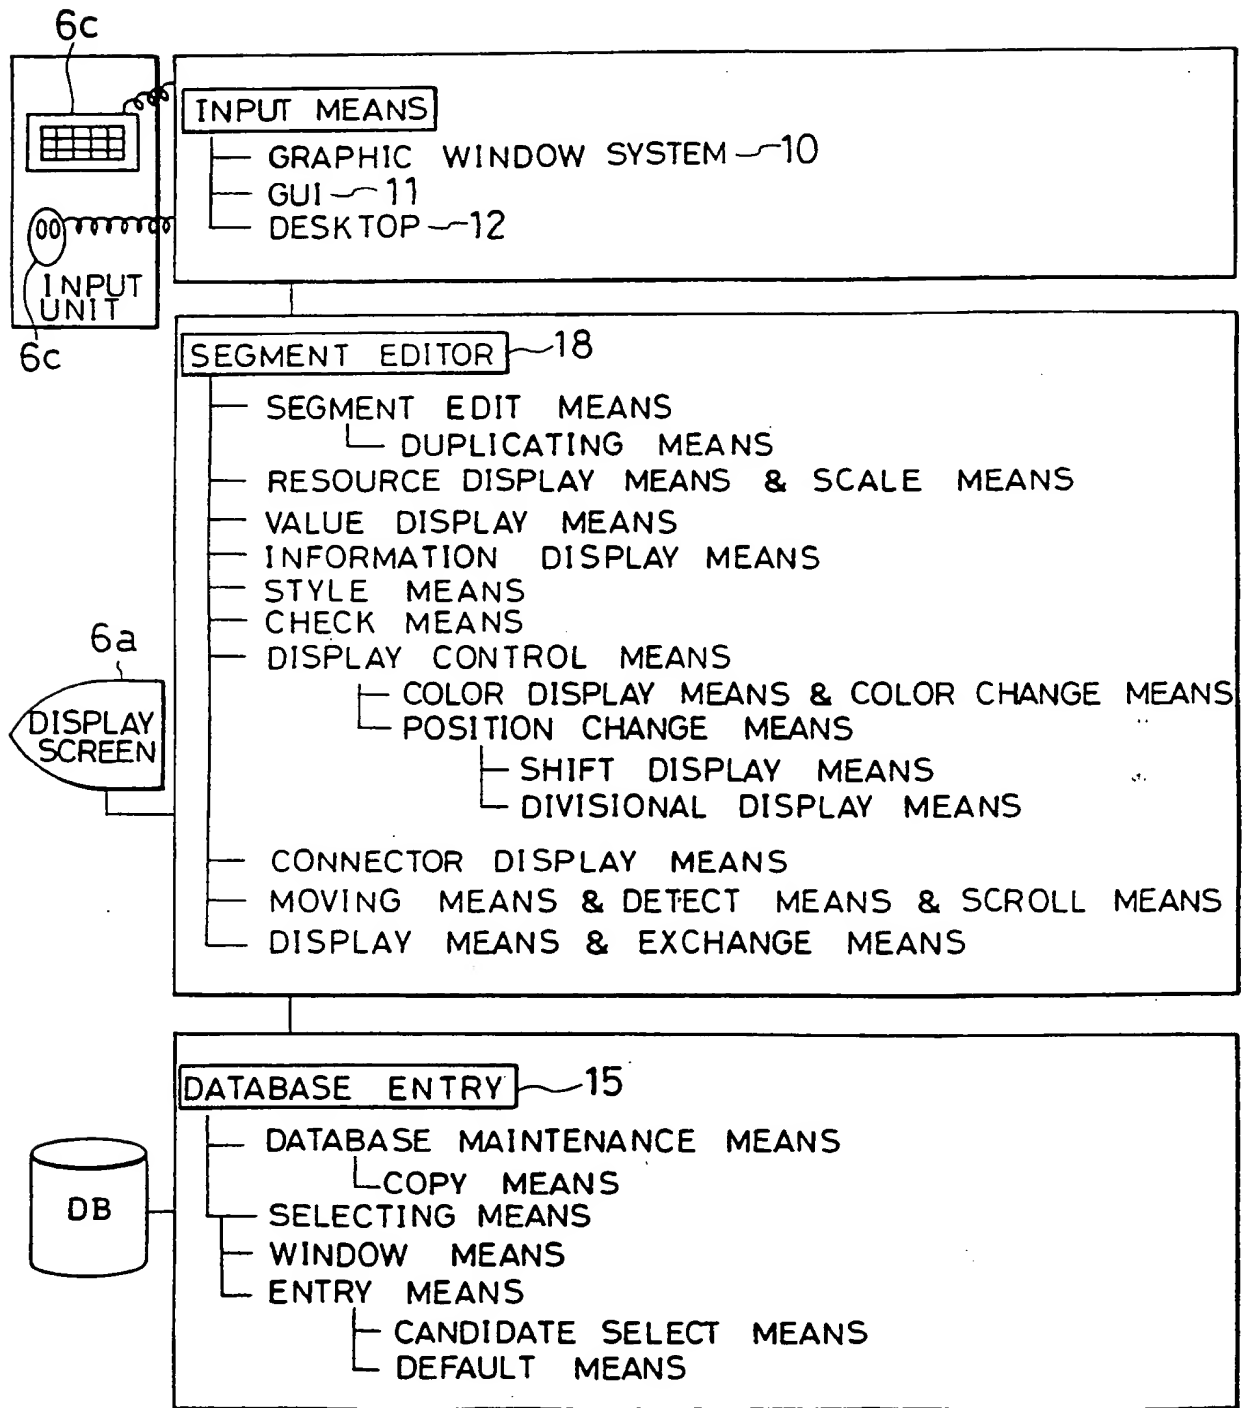 6c
INPUT MEANS
GRAPHIC WINDOW SYSTEM 10
GUI 11
DESKTOP 12
INPUT
UNIT
6c
SEGMENT EDITOR 18
SEGMENT EDIT MEANS
DUPLICATING MEANS
RESOURCE DISPLAY MEANS & SCALE MEANS
VALUE DISPLAY MEANS
INFORMATION DISPLAY MEANS
STYLE MEANS
CHECK MEANS
DISPLAY CONTROL MEANS
COLOR DISPLAY MEANS & COLOR CHANGE MEANS
POSITION CHANGE MEANS
SHIFT DISPLAY MEANS
DIVISIONAL DISPLAY MEANS
CONNECTOR DISPLAY MEANS
MOVING MEANS & DETECT MEANS & SCROLL MEANS
DISPLAY MEANS & EXCHANGE MEANS
6a
DISPLAY
SCREEN
DATABASE ENTRY 15
DATABASE MAINTENANCE MEANS
COPY MEANS
SELECTING MEANS
WINDOW MEANS
ENTRY MEANS
CANDIDATE SELECT MEANS
DEFAULT MEANS
DB